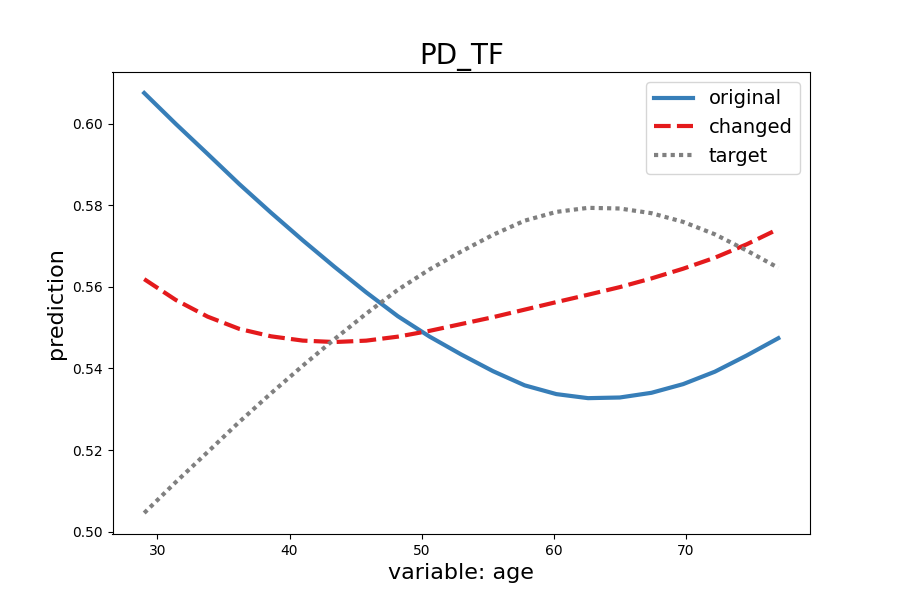 PD_TF
original
changed
target
prediction
0.60
0.58
0.56
0.54
0.52
0.50
30 40 50 60 70
variable: age